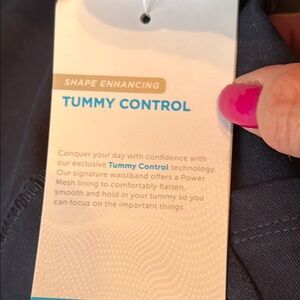 SHAPE ENHANCING
TUMMY CONTROL
Conquer your day with confidence with
our exclusive Tummy Control technology.
Our signature waistband offers a Power
Mesh lining to comfortably flatten,
smooth and hold in your tummy so you
can focus on the important things.